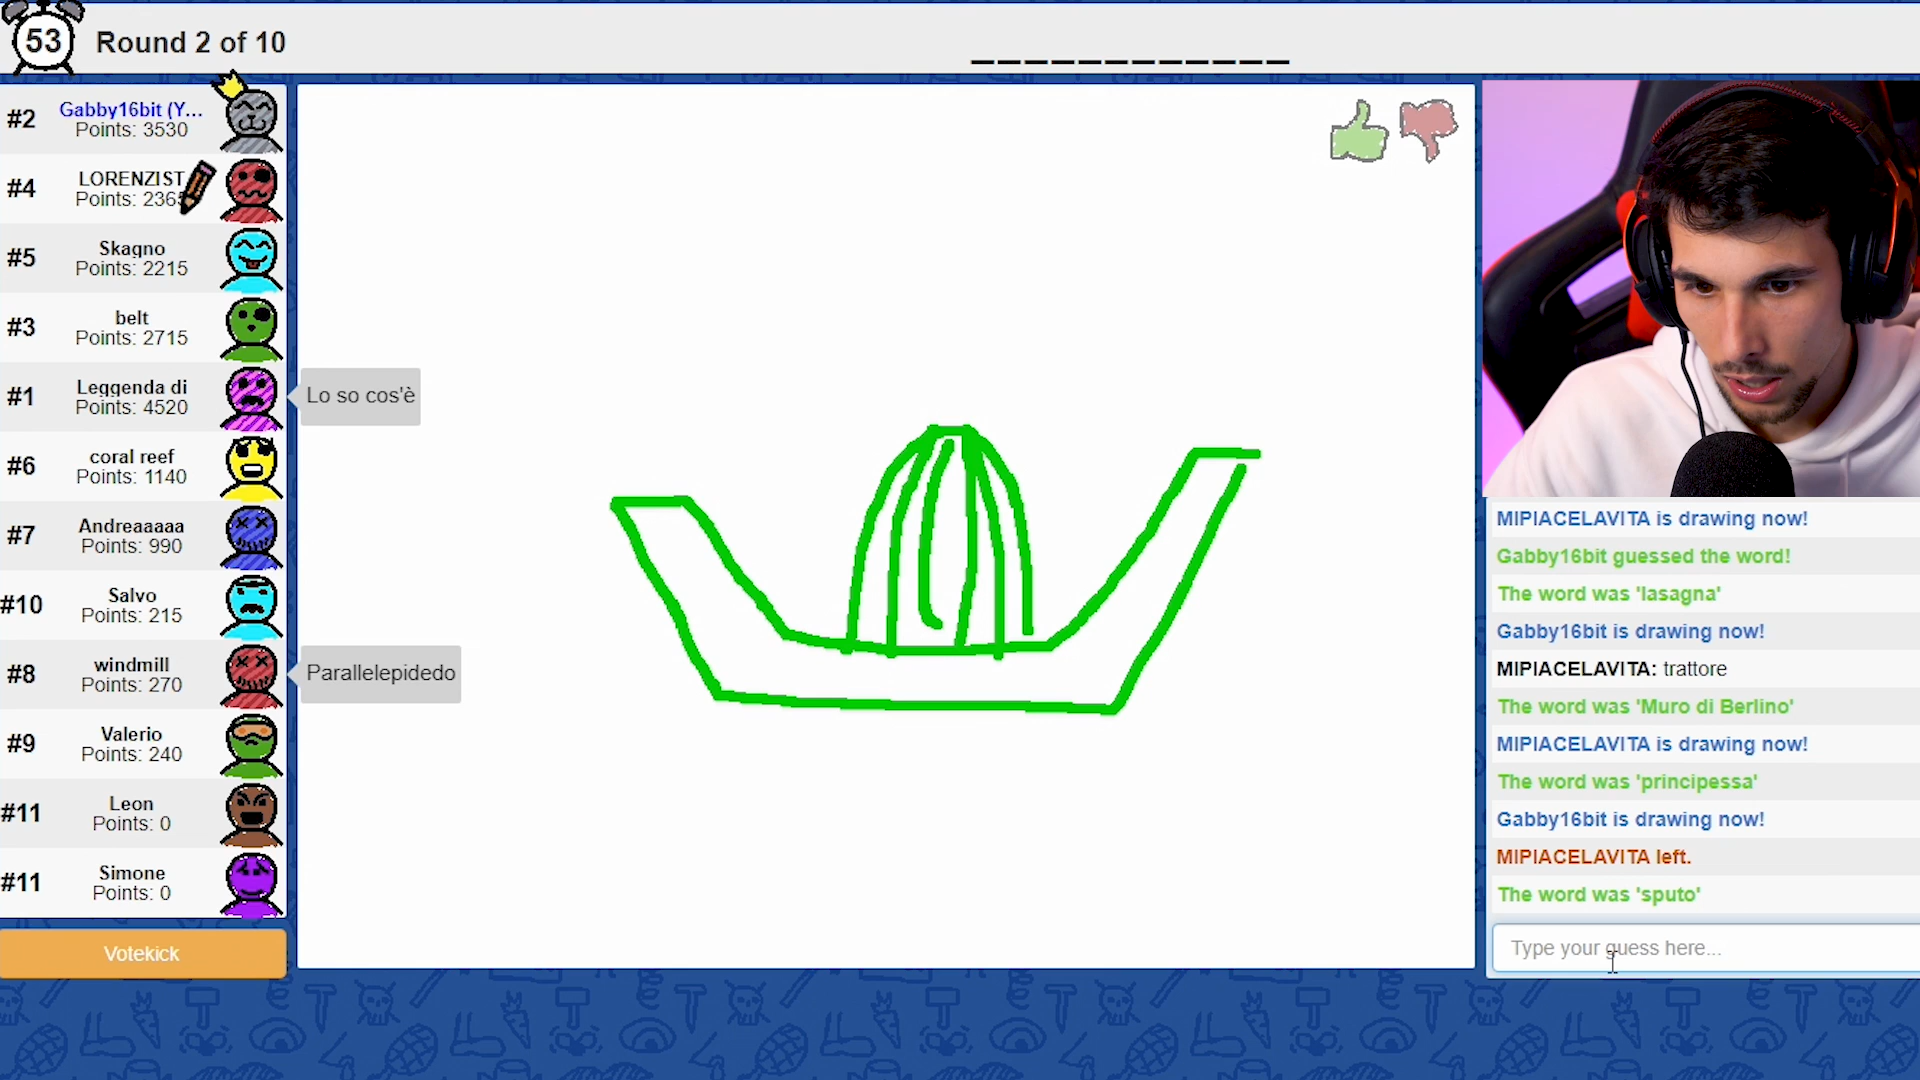 53
Round 2 of 10
____________
#2
Gabby16bit (Y...
Points: 3530
#4
LORENZIST
Points: 2365
#5
Skagno
Points: 2215
#3
belt
Points: 2715
#1
Leggenda di
Points: 4520
Lo so cos'è
#6
coral reef
Points: 1140
#7
Andreaaaaa
Points: 990
#10
Salvo
Points: 215
#8
windmill
Points: 270
Parallelepidedo
#9
Valerio
Points: 240
#11
Leon
Points: 0
#11
Simone
Points: 0
Votekick
MIPIACELAVITA is drawing now!
Gabby16bit guessed the word!
The word was 'lasagna'
Gabby16bit is drawing now!
MIPIACELAVITA: trattore
The word was 'Muro di Berlino'
MIPIACELAVITA is drawing now!
The word was 'principessa'
Gabby16bit is drawing now!
MIPIACELAVITA left.
The word was 'sputo'
Type your guess here...